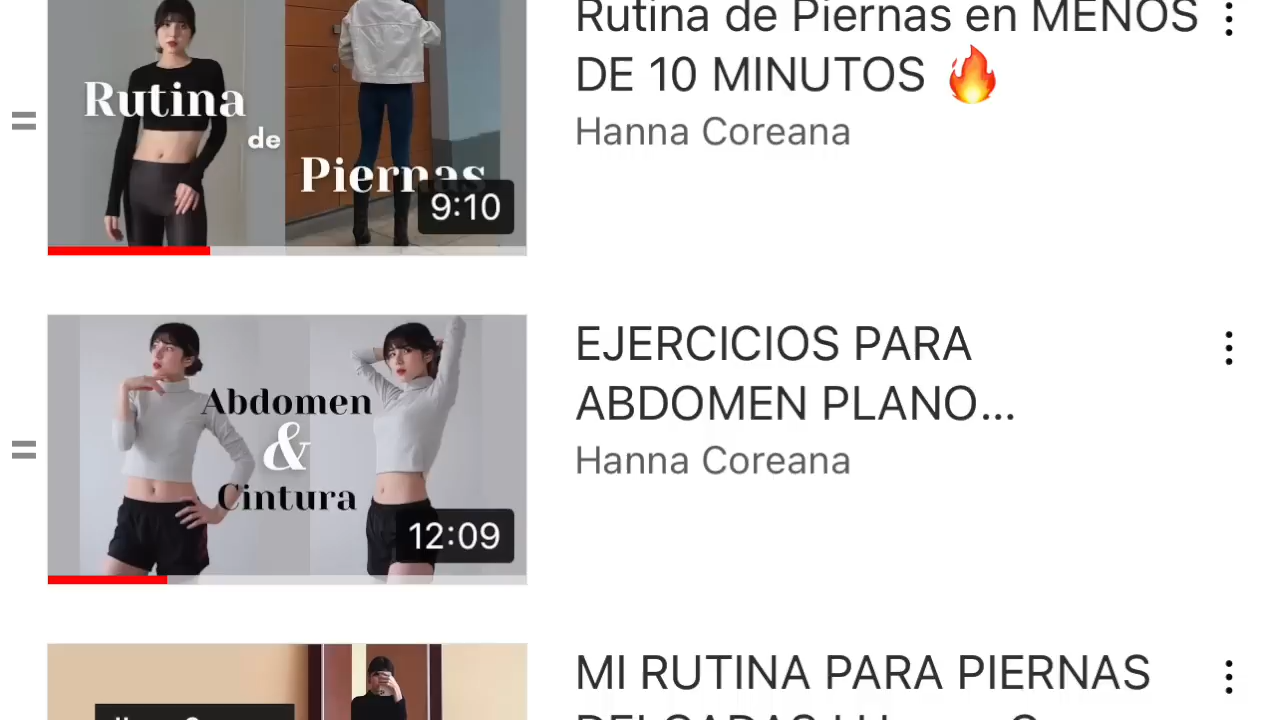 Rutina de Piernas en MENOS
DE 10 MINUTOS 🔥
Hanna Coreana
Rutina
de
Piernas
9:10
EJERCICIOS PARA
ABDOMEN PLANO...
Hanna Coreana
Abdomen
&
Cintura
12:09
MI RUTINA PARA PIERNAS